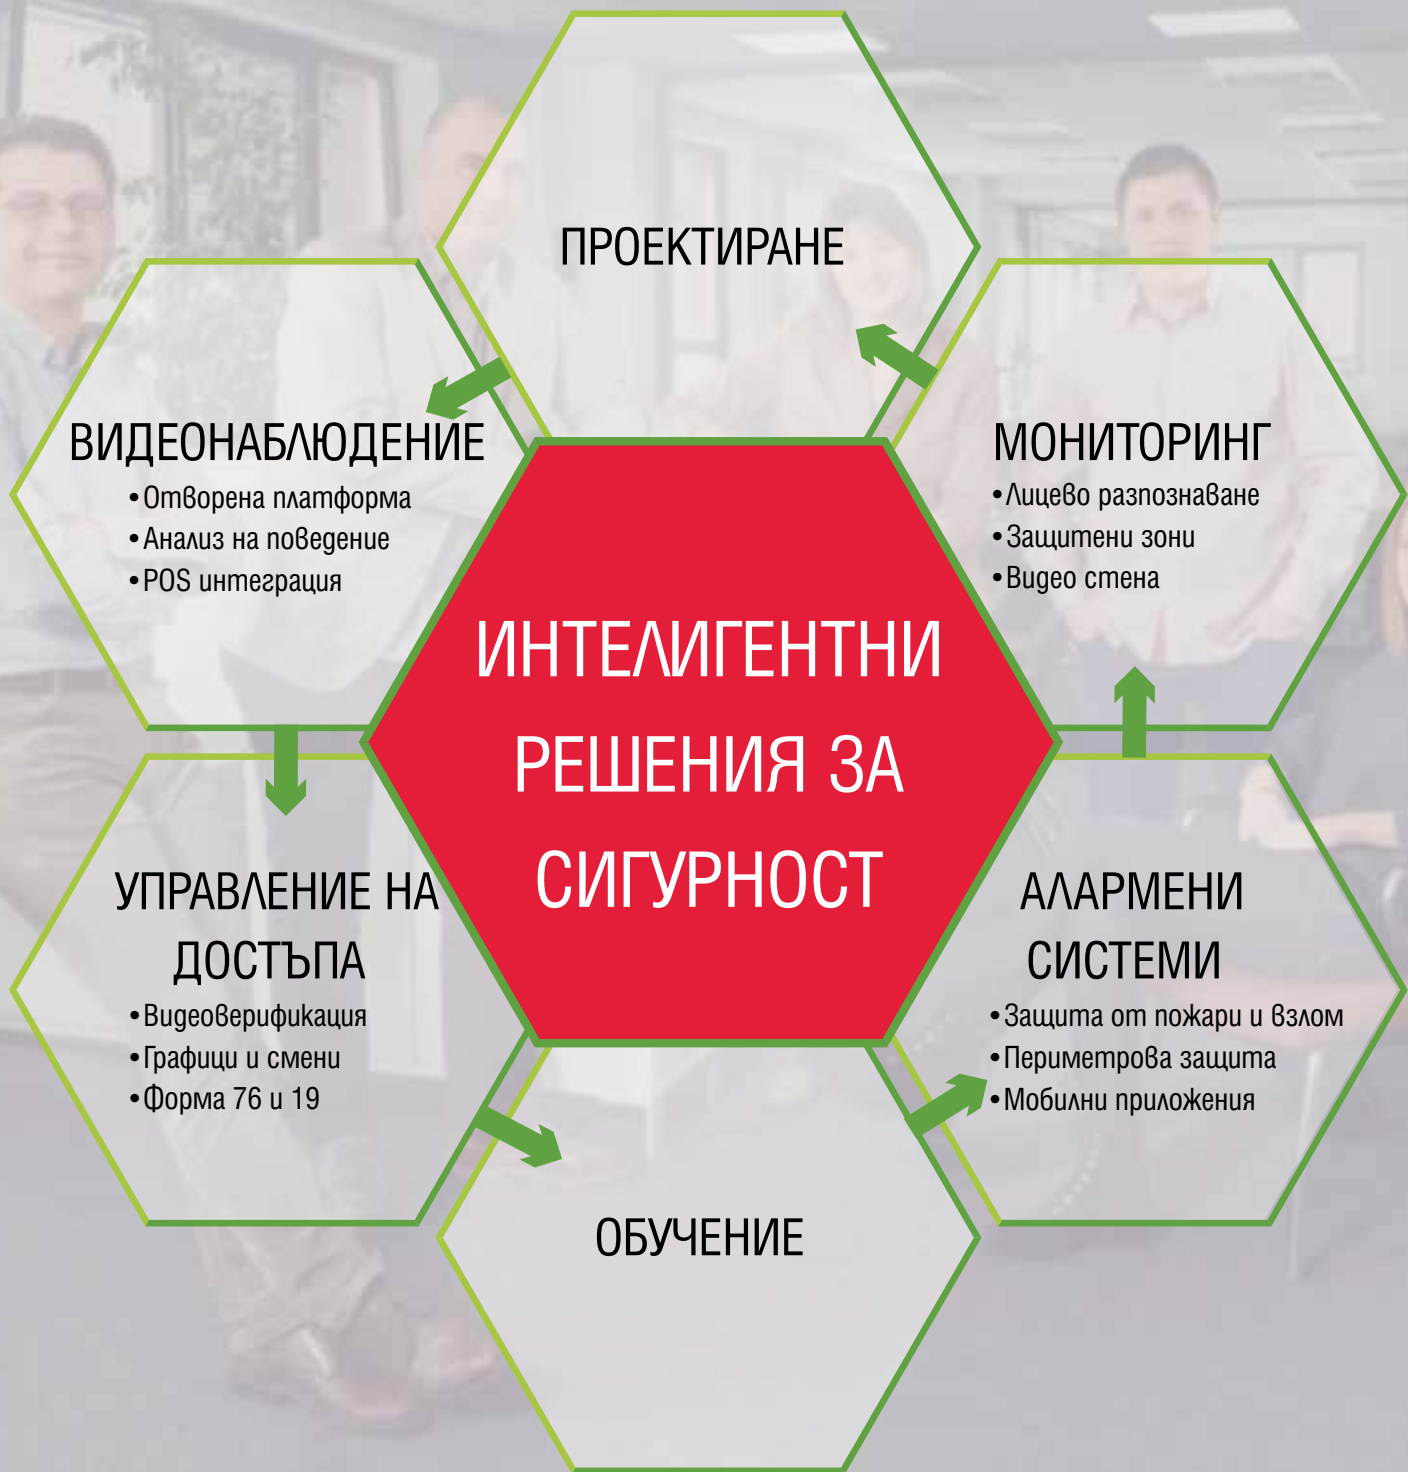 ПРОЕКТИРАНЕ
ВИДЕОНАБЛЮДЕНИЕ
•Отворена платформа
•Анализ на поведение
•POS интеграция
МОНИТОРИНГ
•Лицево разпознаване
•Защитени зони
•Видео стена
ИНТЕЛИГЕНТНИ
РЕШЕНИЯ ЗА
СИГУРНОСТ
УПРАВЛЕНИЕ НА
ДОСТЪПА
•Видеоверификация
•Графици и смени
•Форма 76 и 19
АЛАРМЕНИ
СИСТЕМИ
•Защита от пожари и взлом
•Периметрова защита
•Мобилни приложения
ОБУЧЕНИЕ